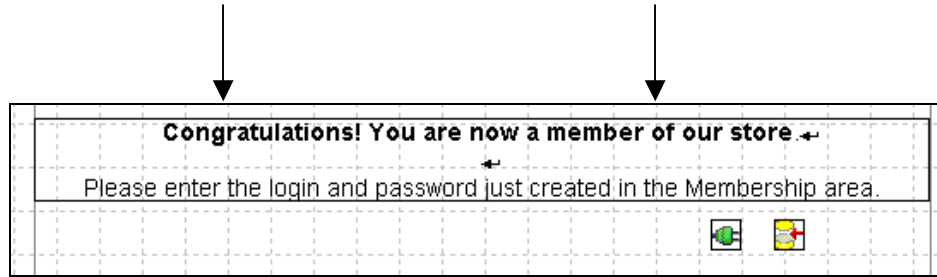 Congratulations! You are now a member of our store.
Please enter the login and password just created in the Membership area.